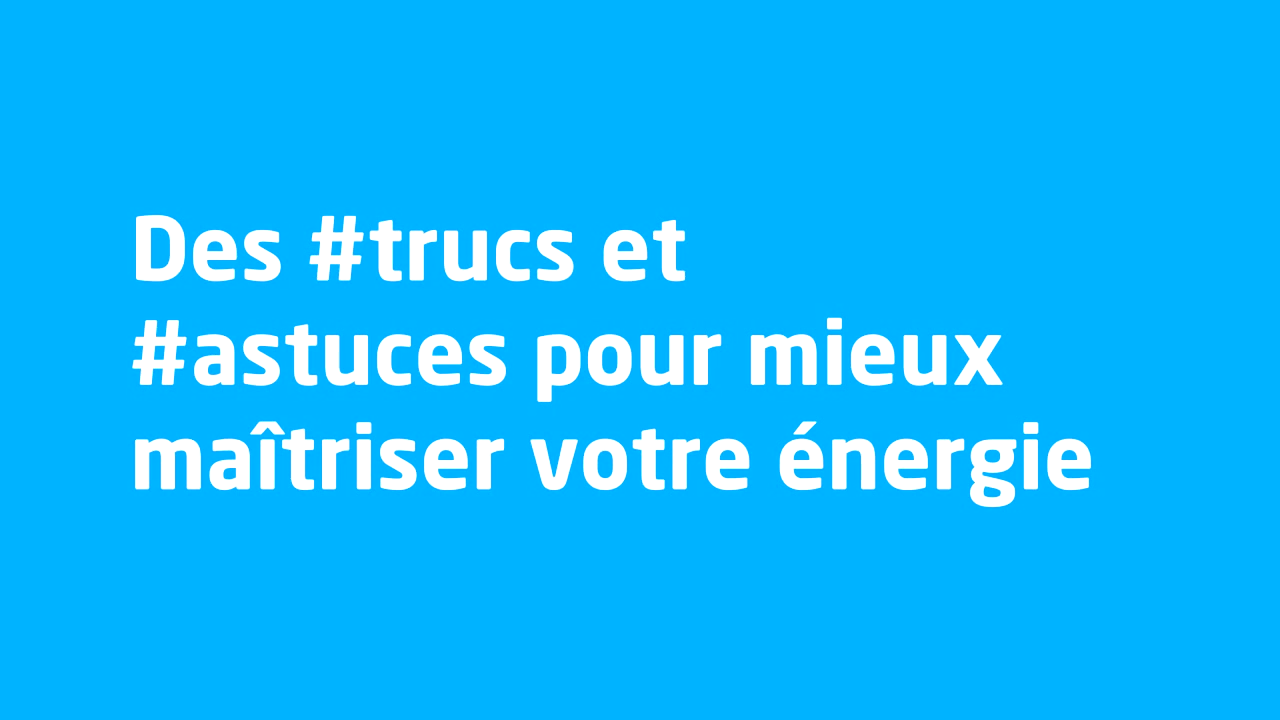 Des #trucs et
#astuces pour mieux
maîtriser votre énergie